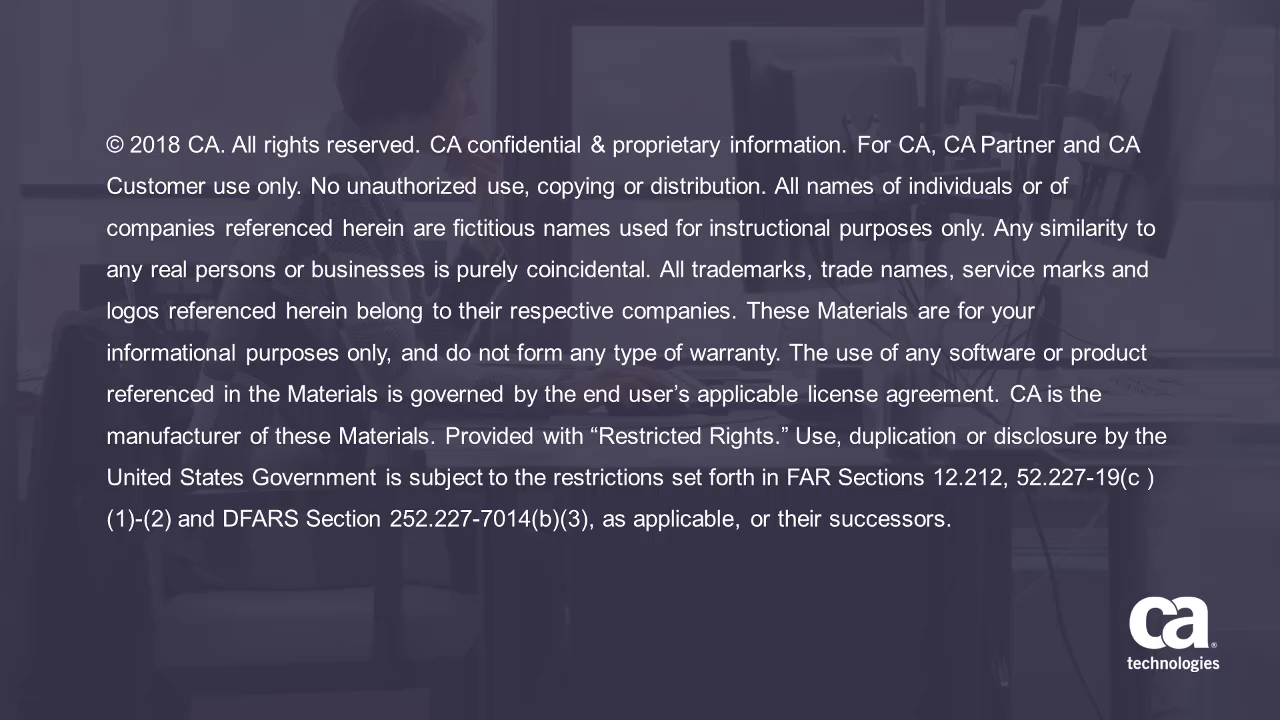 © 2018 CA. All rights reserved. CA confidential & proprietary information. For CA, CA Partner and CA
Customer use only. No unauthorized use, copying or distribution. All names of individuals or of
companies referenced herein are fictitious names used for instructional purposes only. Any similarity to
any real persons or businesses is purely coincidental. All trademarks, trade names, service marks and
logos referenced herein belong to their respective companies. These Materials are for your
informational purposes only, and do not form any type of warranty. The use of any software or product
referenced in the Materials is governed by the end user’s applicable license agreement. CA is the
manufacturer of these Materials. Provided with “Restricted Rights.” Use, duplication or disclosure by the
United States Government is subject to the restrictions set forth in FAR Sections 12.212, 52.227-19(c )
(1)-(2) and DFARS Section 252.227-7014(b)(3), as applicable, or their successors.
ca®
technologies